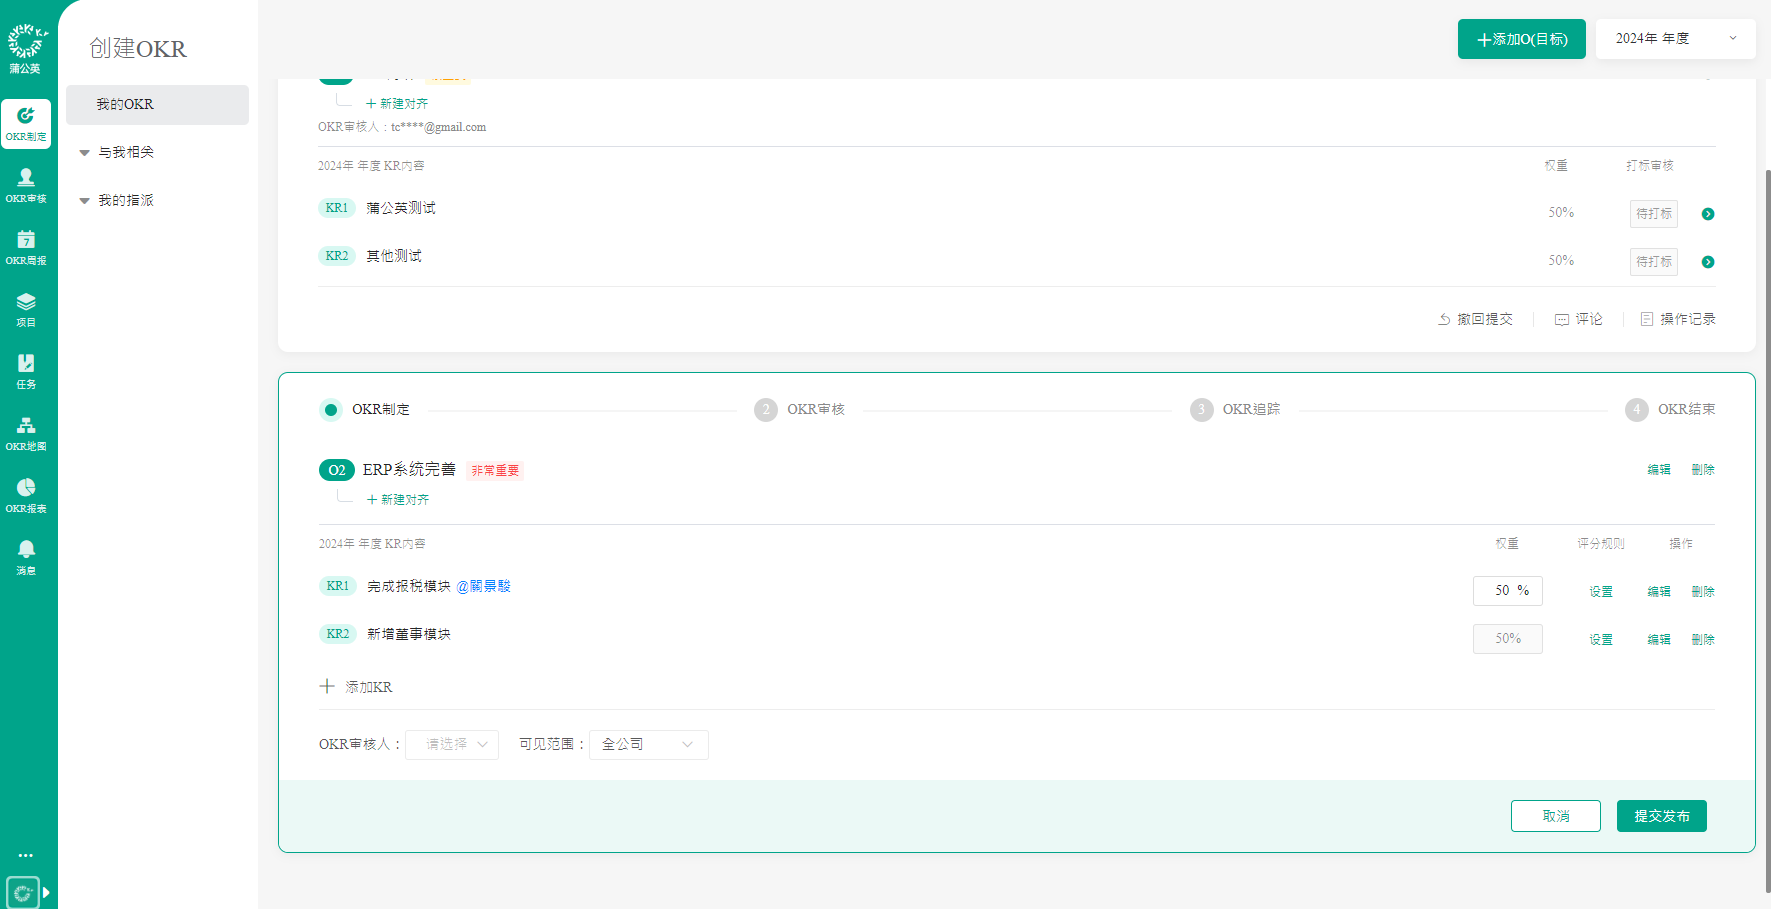 蒲公英
OKR制定
OKR审核
7
OKR周报
项目
任务
OKR地图
OKR报表
消息
创建OKR
我的OKR
与我相关
我的指派
添加O(目标)
2024年 年度
新建对齐
OKR审核人：tc****@gmail.com
2024年 年度 KR内容 权重 打标审核
KR1 蒲公英测试 50% 待打标
KR2 其他测试 50% 待打标
撤回提交 评论 操作记录
OKR制定 2 OKR审核 3 OKR追踪 4 OKR结束
O2 ERP系统完善 非常重要 编辑 删除
新建对齐
2024年 年度 KR内容 权重 评分规则 操作
KR1 完成报税模块 @關景駿 50 % 设置 编辑 删除
KR2 新增董事模块 50% 设置 编辑 删除
添加KR
OKR审核人： 请选择 可见范围： 全公司
取消 提交发布